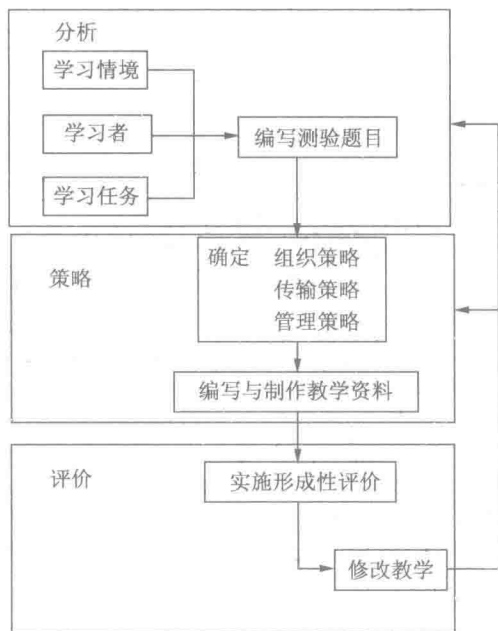 分析
学习情境
学习者
编写测验题目
学习任务
确定 组织策略
策略
传输策略
管理策略
编写与制作教学资料
评价
实施形成性评价
修改教学